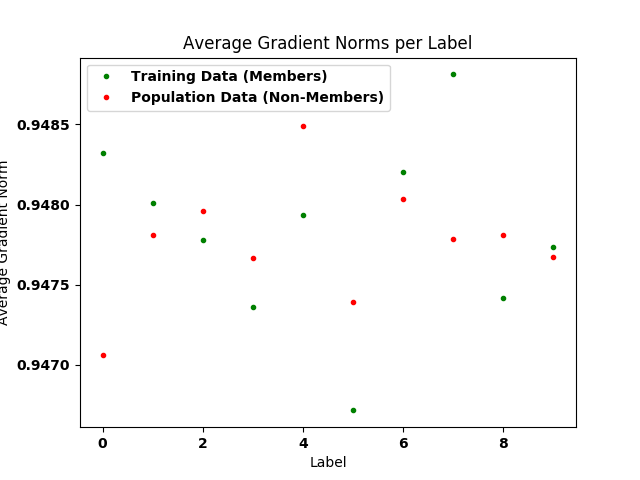 Average Gradient Norms per Label
Training Data (Members)
Population Data (Non-Members)
0.9485
0.9480
0.9475
0.9470
Average Gradient Norm
0 2 4 6 8
Label